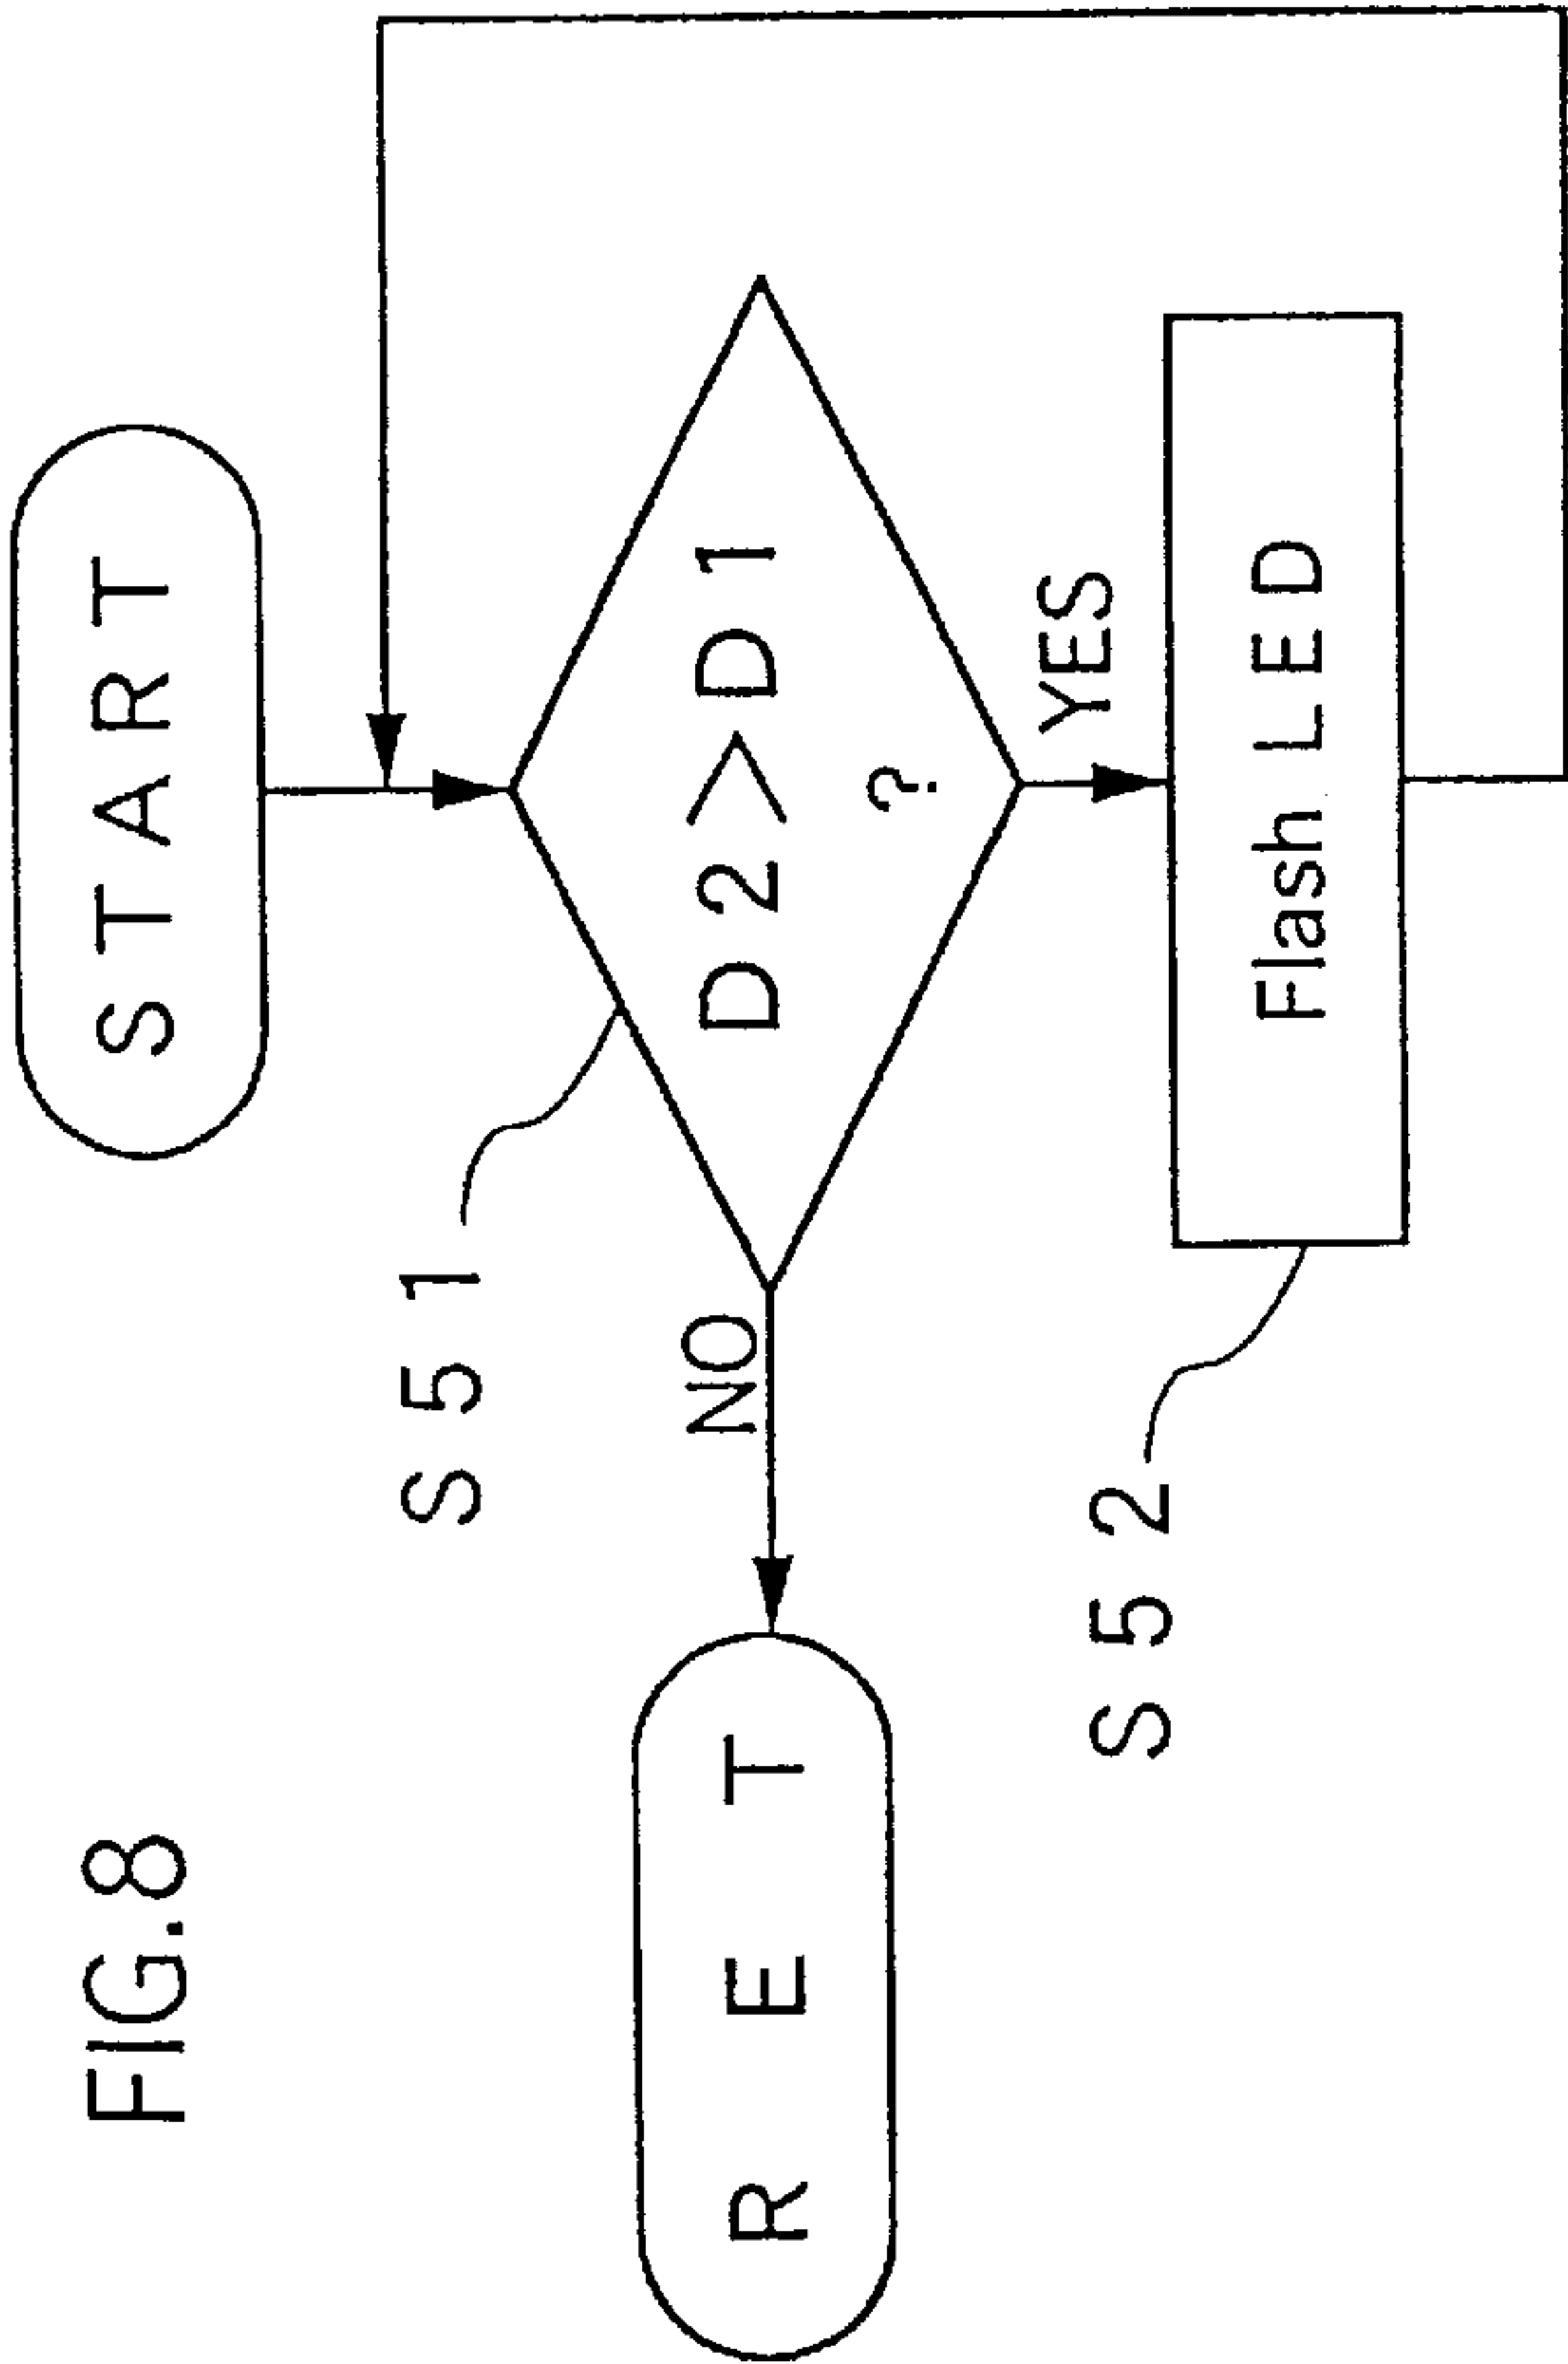 FIG.8
START
S51
D2>D1
?
NO
YES
RET
S52
Flash LED